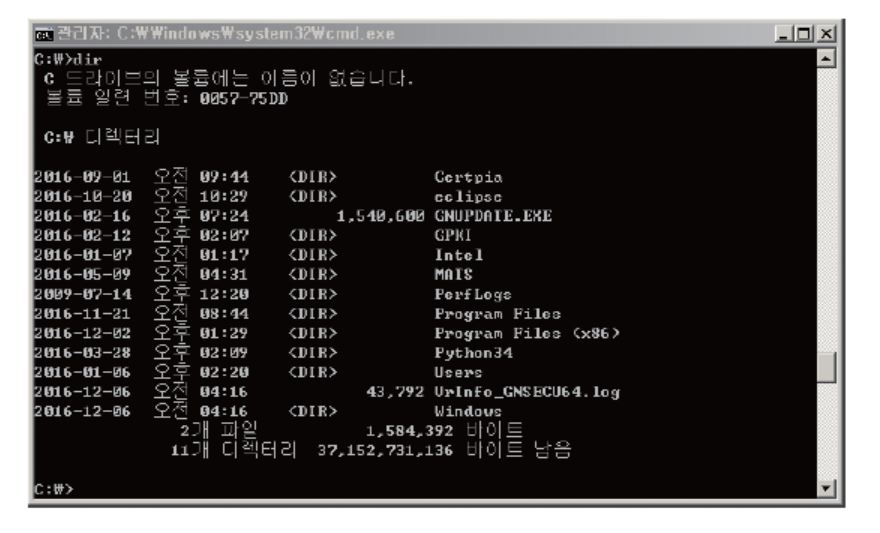 관리자: C:₩Windows₩system32₩cmd.exe
C:₩>dir
C 드라이브의 볼륨에는 이름이 없습니다.
볼륨 일련 번호: 0057-75DD
C:₩ 디렉터리
2016-09-01 오전 09:44 <DIR> Certpia
2016-10-20 오전 10:29 <DIR> eclipse
2016-02-16 오후 07:24 1,540,600 GNUPDATE.EXE
2016-02-12 오후 02:07 <DIR> GPKI
2016-01-07 오전 01:17 <DIR> Intel
2016-05-09 오전 04:31 <DIR> MAIS
2009-07-14 오후 12:20 <DIR> PerfLogs
2016-11-21 오전 08:44 <DIR> Program Files
2016-12-02 오후 01:29 <DIR> Program Files (x86)
2016-03-28 오후 02:09 <DIR> Python34
2016-01-06 오후 02:20 <DIR> Users
2016-12-06 오전 04:16 43,792 VrInfo_GNSECU64.log
2016-12-06 오전 04:16 <DIR> Windows
2개 파일 1,584,392 바이트
11개 디렉터리 37,152,731,136 바이트 남음
C:₩>